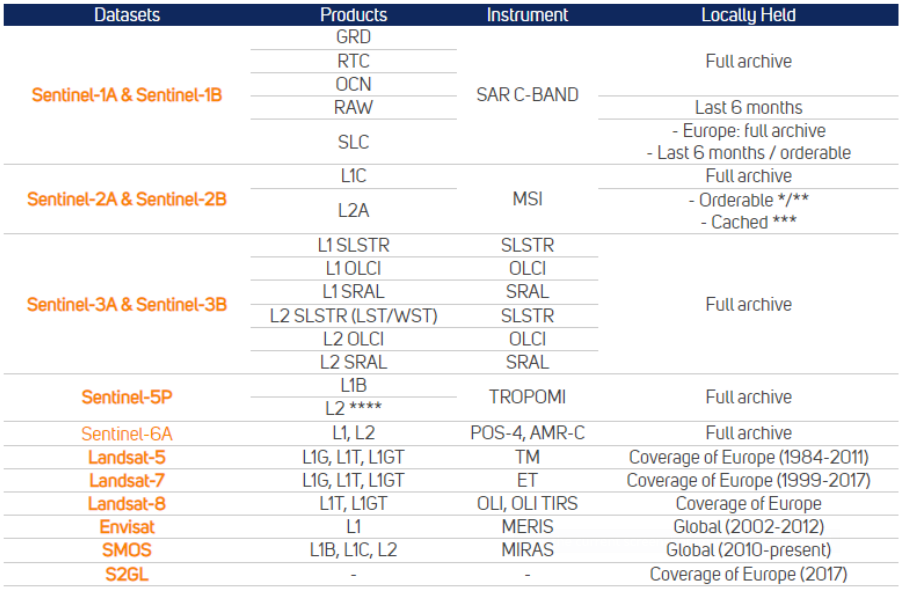 Datasets Products Instrument Locally Held
GRD
RTC Full archive
OCN
Sentinel-1A & Sentinel-1B SAR C-BAND
RAW Last 6 months
SLC - Europe: full archive
- Last 6 months / orderable
L1C Full archive
Sentinel-2A & Sentinel-2B MSI
L2A - Orderable */**
- Cached ***
L1 SLSTR SLSTR
L1 OLCI OLCI
L1 SRAL SRAL
Sentinel-3A & Sentinel-3B Full archive
L2 SLSTR (LST/WST) SLSTR
L2 OLCI OLCI
L2 SRAL SRAL
L1B
Sentinel-5P TROPOMI Full archive
L2 ****
Sentinel-6A L1, L2 POS-4, AMR-C Full archive
Landsat-5 L1G, L1T, L1GT TM Coverage of Europe (1984-2011)
Landsat-7 L1G, L1T, L1GT ET Coverage of Europe (1999-2017)
Landsat-8 L1T, L1GT OLI, OLI TIRS Coverage of Europe
Envisat L1 MERIS Global (2002-2012)
SMOS L1B, L1C, L2 MIRAS Global (2010-present)
S2GL - - Coverage of Europe (2017)